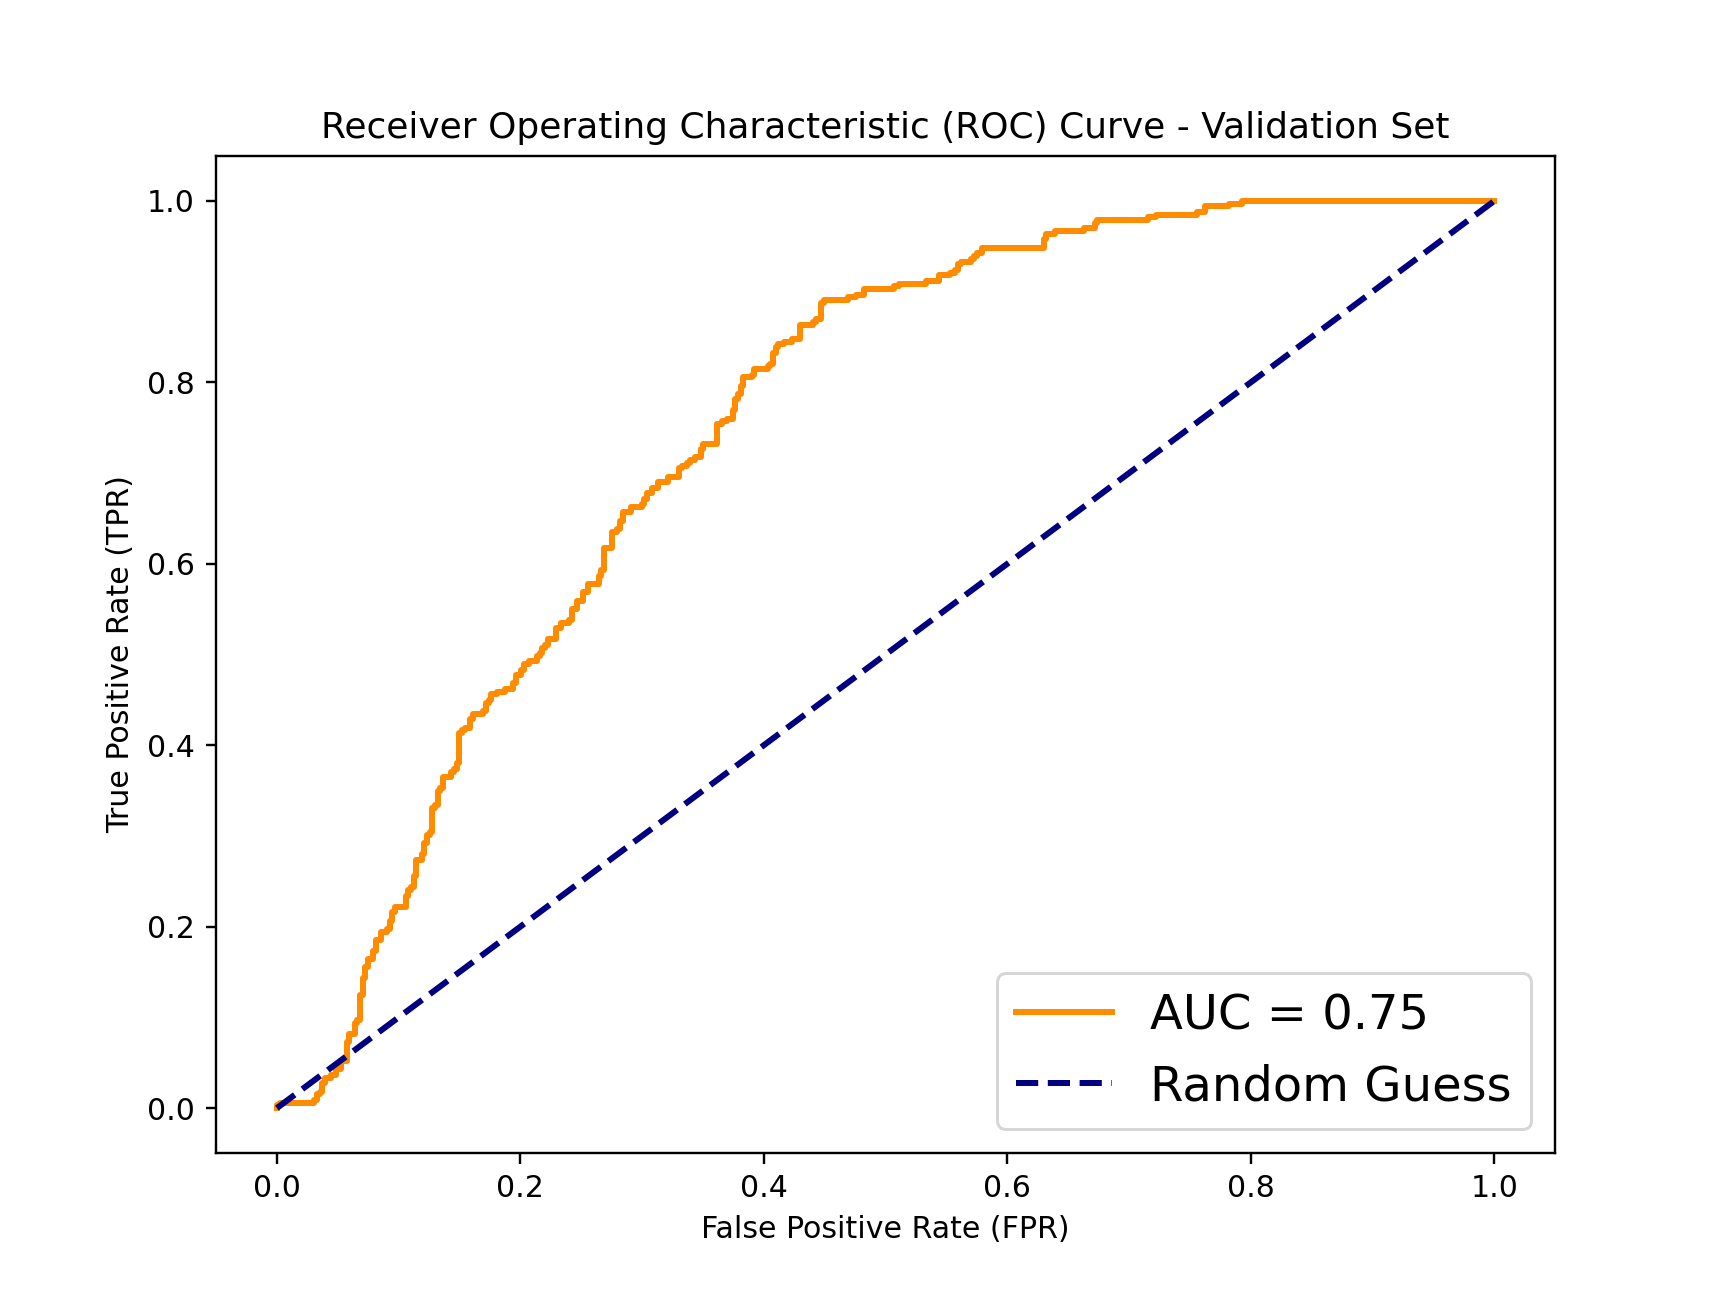 Receiver Operating Characteristic (ROC) Curve - Validation Set
True Positive Rate (TPR)
1.0
0.8
0.6
0.4
0.2
0.0
0.0 0.2 0.4 0.6 0.8 1.0
False Positive Rate (FPR)
AUC = 0.75
Random Guess